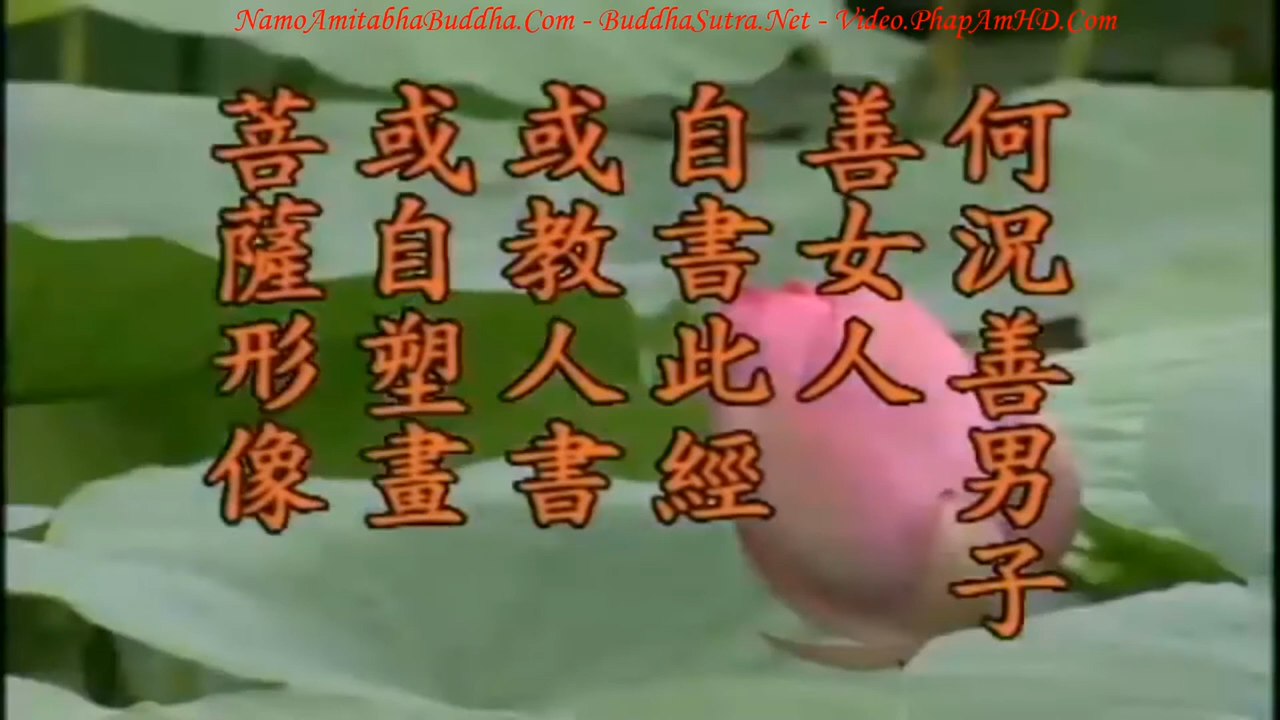 NamoAmitabhaBuddha.Com - BuddhaSutra.Net - Video.PhapAmHD.Com
何況善男子
善女人
自書此經
或教人書
或自塑畫
菩薩形像